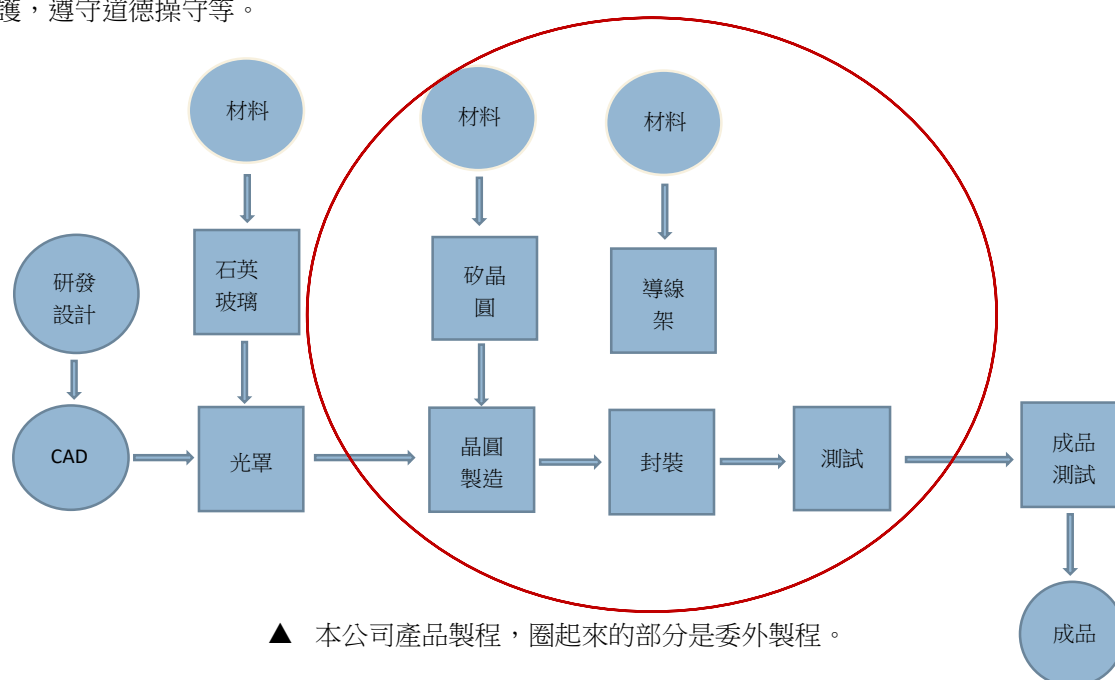 護，遵守道德操守等。
材料
材料
材料
研發
設計
石英
玻璃
矽晶
圓
導線
架
CAD
光罩
晶圓
製造
封裝
測試
成品
測試
▲ 本公司產品製程，圈起來的部分是委外製程。
成品